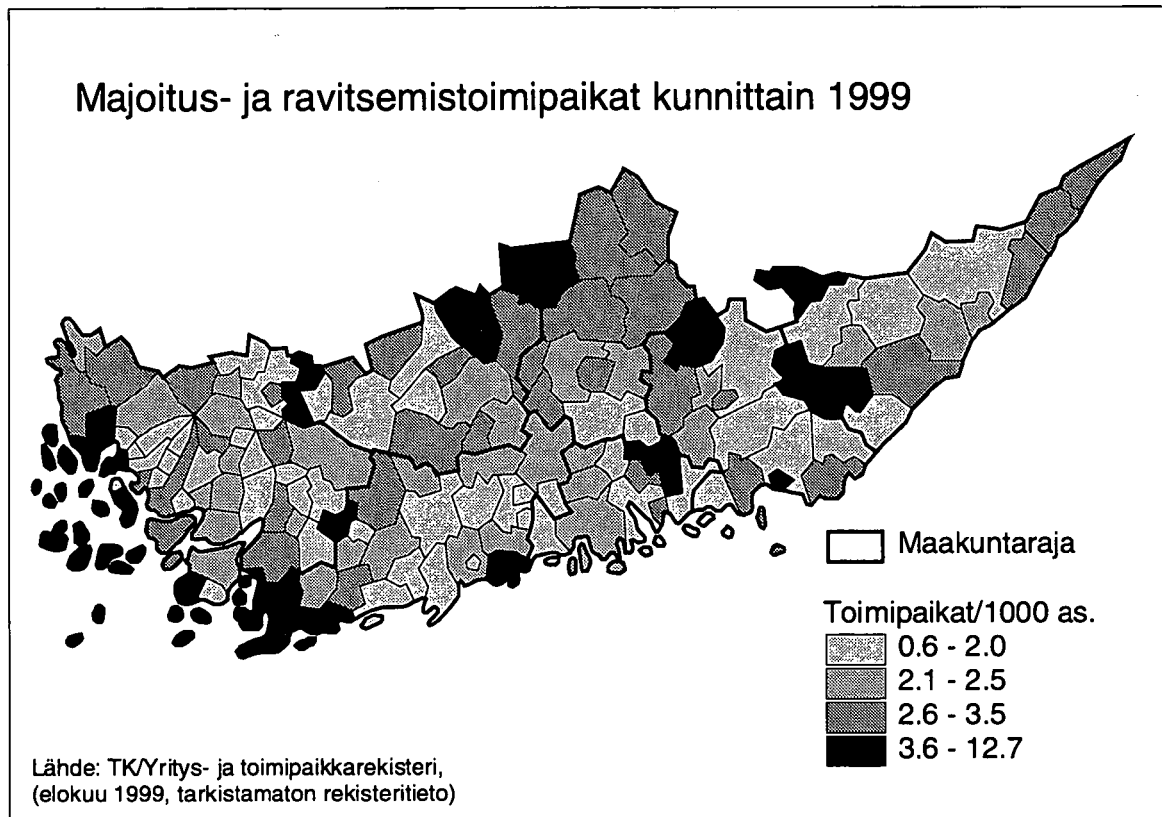 Majoitus- ja ravitsemistoimipaikat kunnittain 1999
Maakuntaraja
Toimipaikat/1000 as.
0.6 - 2.0
2.1 - 2.5
2.6 - 3.5
3.6 - 12.7
Lähde: TK/Yritys- ja toimipaikkarekisteri,
(elokuu 1999, tarkistamaton rekisteritieto)